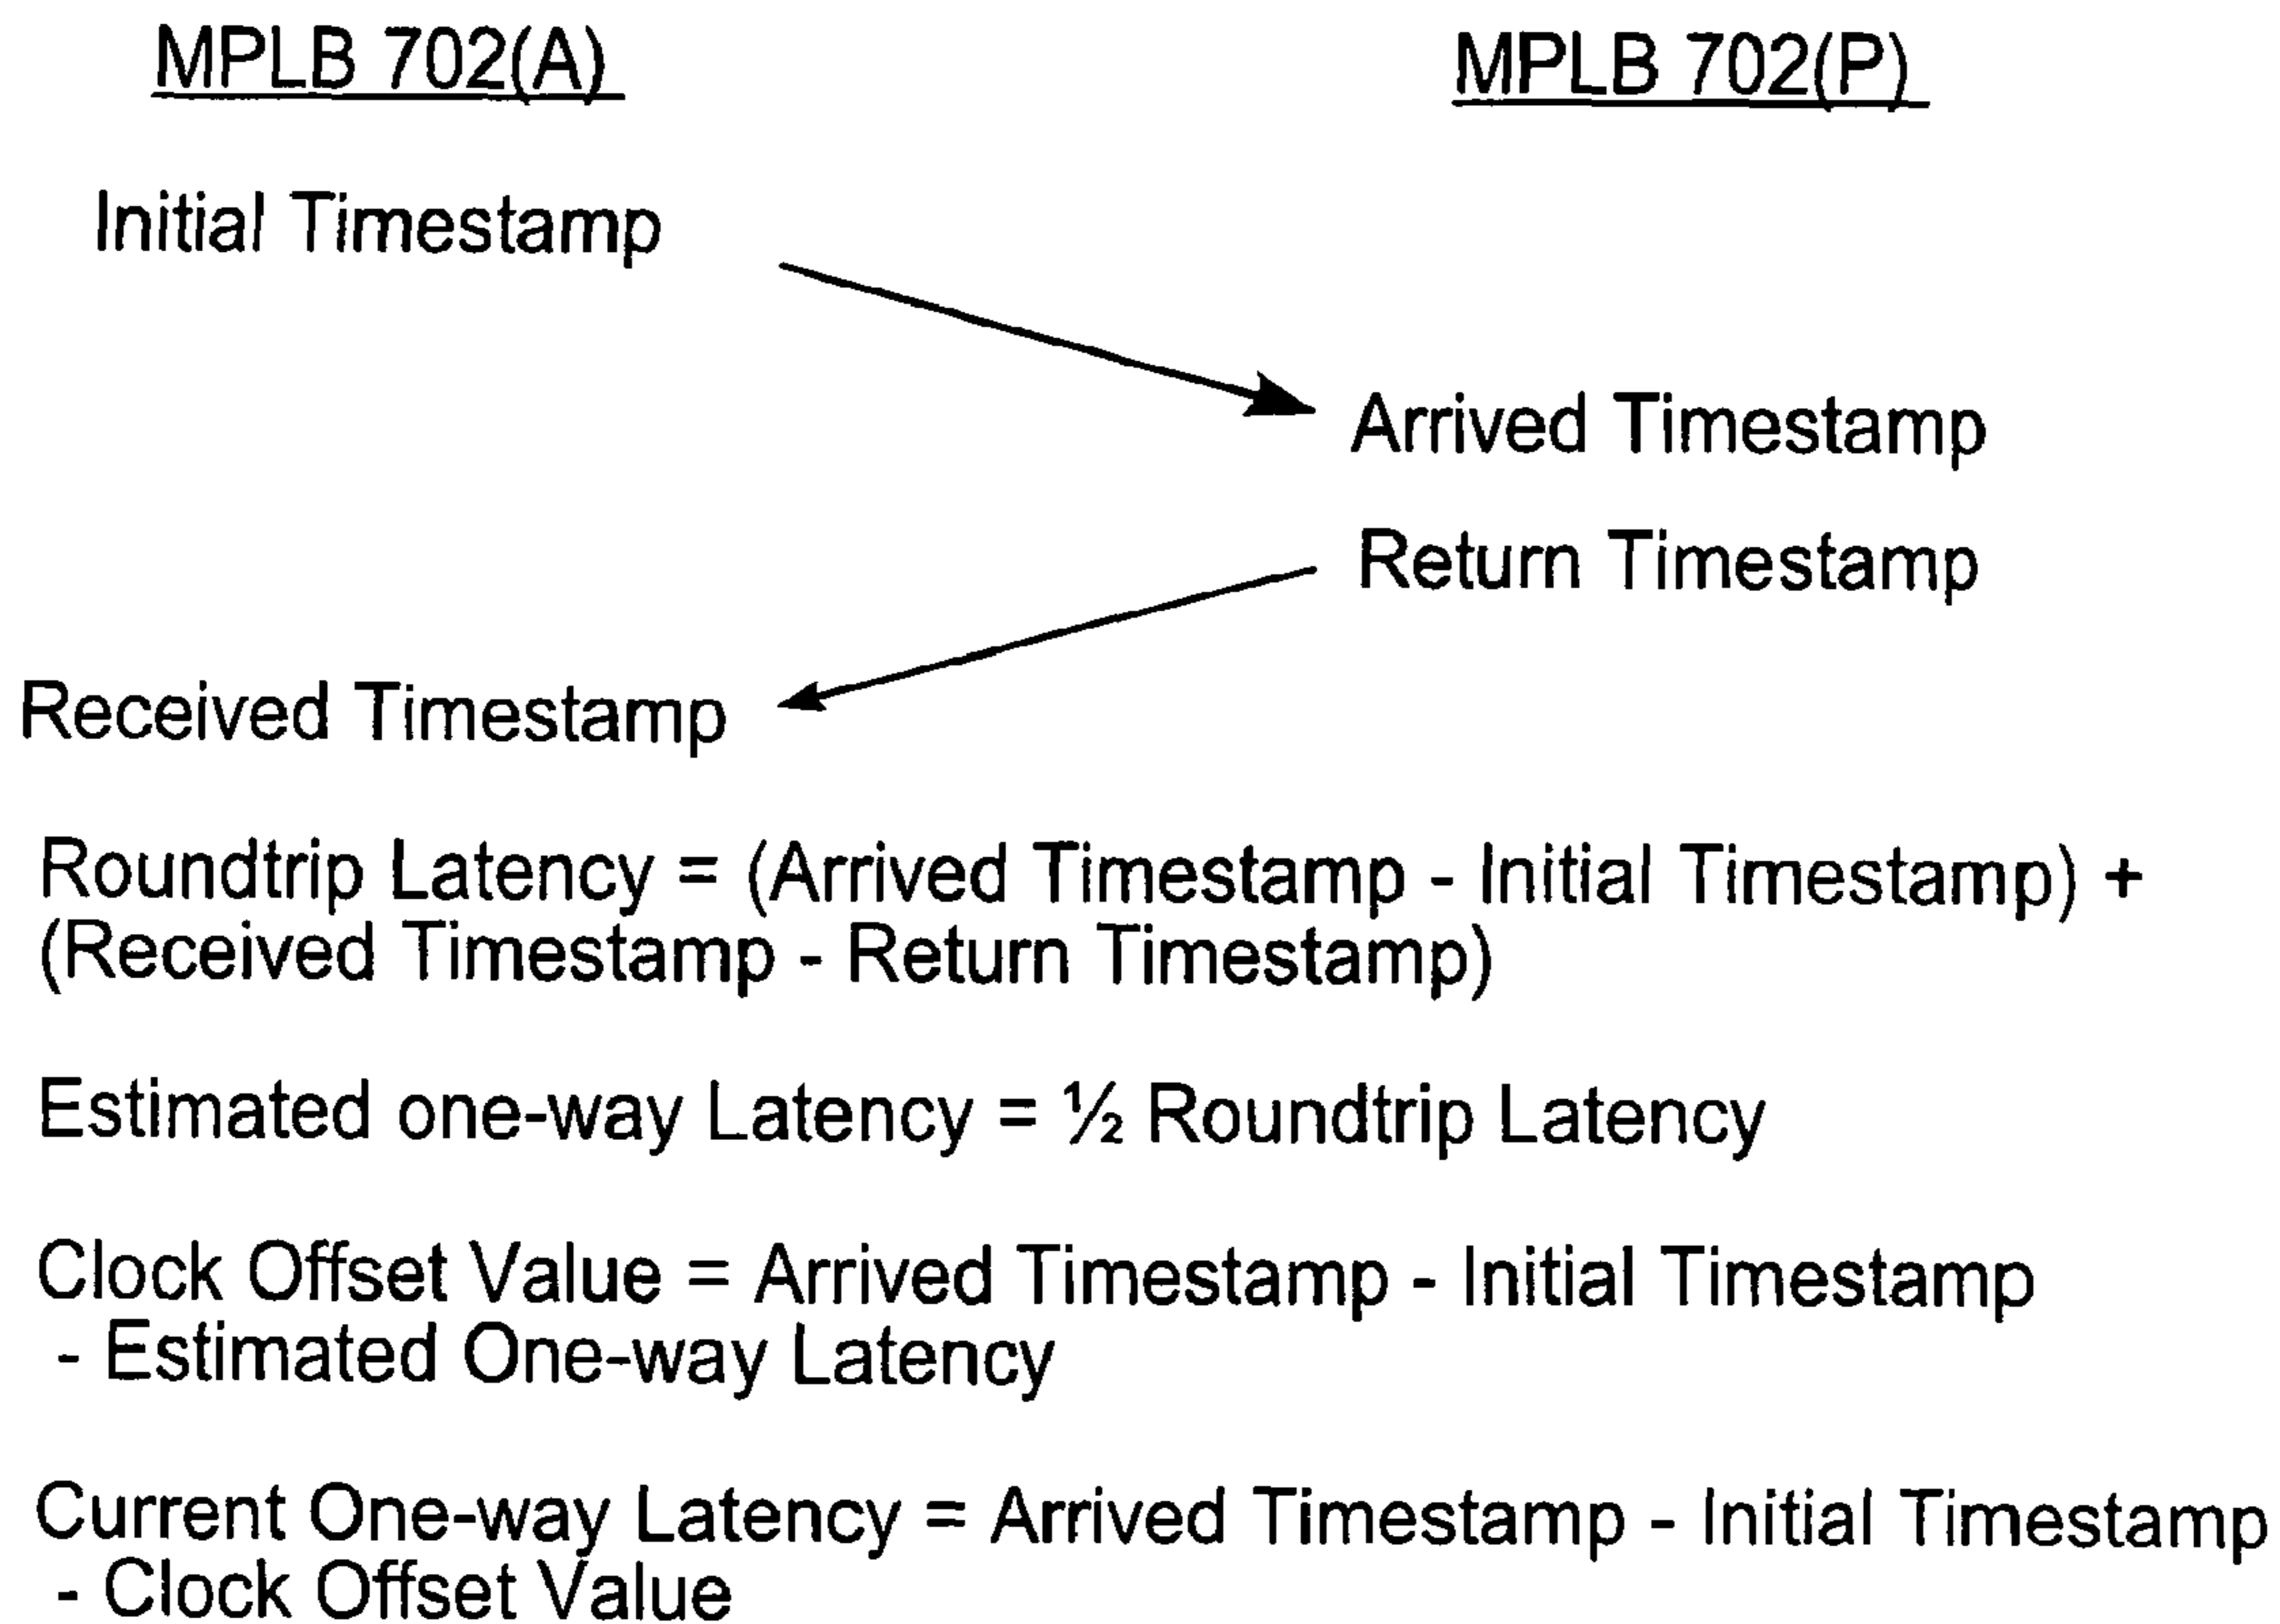 MPLB 702(A)
MPLB 702(P)
Initial Timestamp
Arrived Timestamp
Return Timestamp
Received Timestamp
Roundtrip Latency = (Arrived Timestamp - Initial Timestamp) +
(Received Timestamp - Return Timestamp)
Estimated one-way Latency = ½ Roundtrip Latency
Clock Offset Value = Arrived Timestamp - Initial Timestamp
- Estimated One-way Latency
Current One-way Latency = Arrived Timestamp - Initial Timestamp
- Clock Offset Value